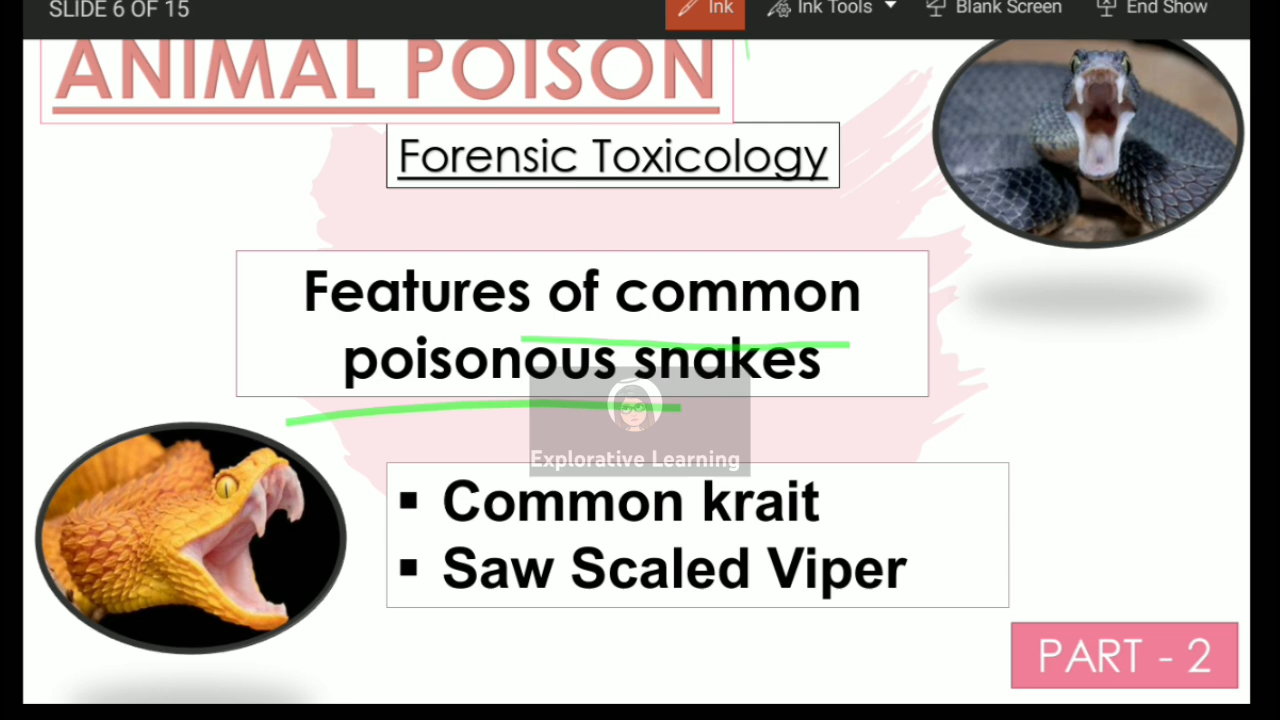 SLIDE 6 OF 15
Ink
Ink Tools
Blank Screen
End Show
ANIMAL POISON
Forensic Toxicology
Features of common
poisonous snakes
Explorative Learning
▪ Common krait
▪ Saw Scaled Viper
PART - 2